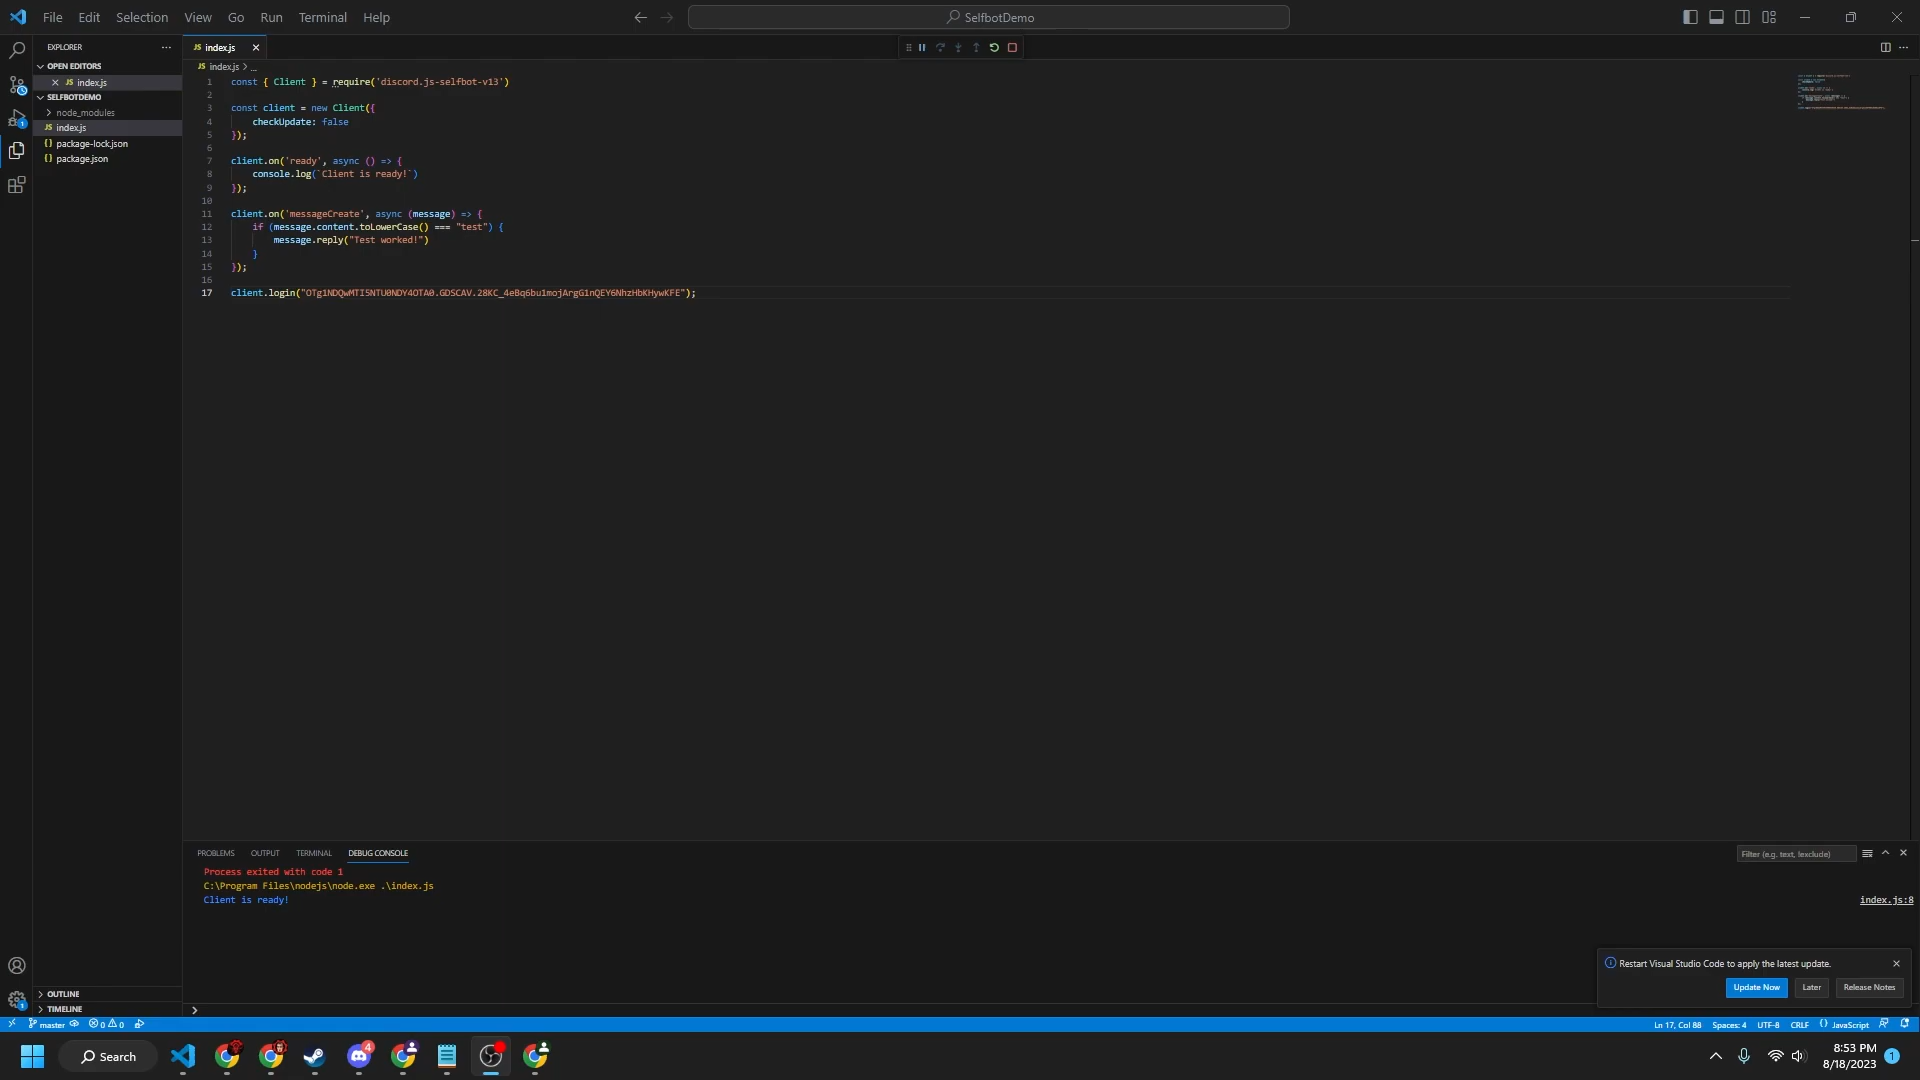 File Edit Selection View Go Run Terminal Help
SelfbotDemo
EXPLORER
OPEN EDITORS
index.js
SELFBOTDEMO
node_modules
index.js
package-lock.json
package.json
index.js
index.js > ...
1 const { Client } = require('discord.js-selfbot-v13')
2
3 const client = new Client({
4 checkUpdate: false
5 });
6
7 client.on('ready', async () => {
8 console.log(`Client is ready!`)
9 });
10
11 client.on('messageCreate', async (message) => {
12 if (message.content.toLowerCase() === "test") {
13 message.reply("Test worked!")
14 }
15 });
16
17 client.login("");
PROBLEMS OUTPUT TERMINAL DEBUG CONSOLE
Filter (e.g. text, !exclude)
Process exited with code 1
C:\Program Files\nodejs\node.exe .\index.js
Client is ready!
index.js:8
Restart Visual Studio Code to apply the latest update.
Update Now Later Release Notes
OUTLINE
TIMELINE
master 0 0
Ln 17, Col 88 Spaces: 4 UTF-8 CRLF {} JavaScript
Search
4
8:53 PM
8/18/2023
1